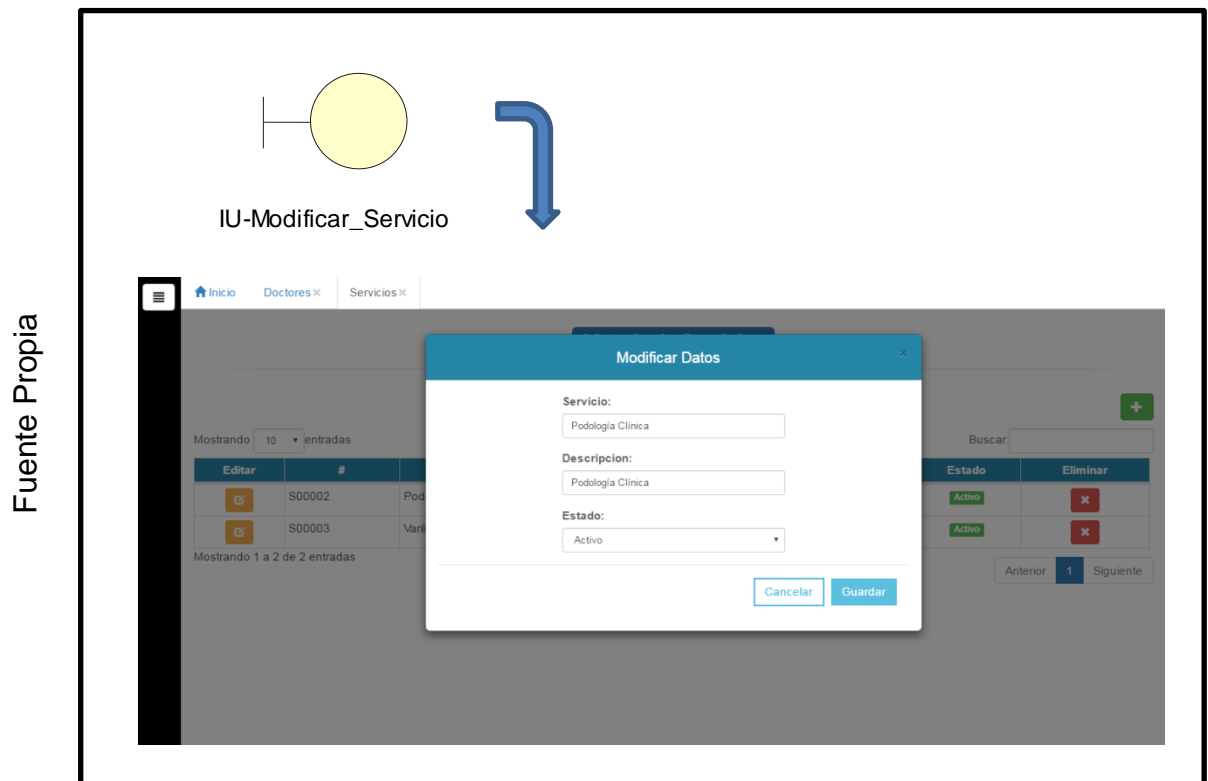 IU-Modificar_Servicio
Fuente Propia
Inicio Doctores× Servicios×
Modificar Datos ×
Servicio:
Podología Clínica
Descripcion:
Podología Clínica
Estado:
Activo
Cancelar Guardar
Mostrando 10 entradas Buscar:
Editar # Estado Eliminar
S00002 Pod Activo
S00003 Varil Activo
Mostrando 1 a 2 de 2 entradas
Anterior 1 Siguiente